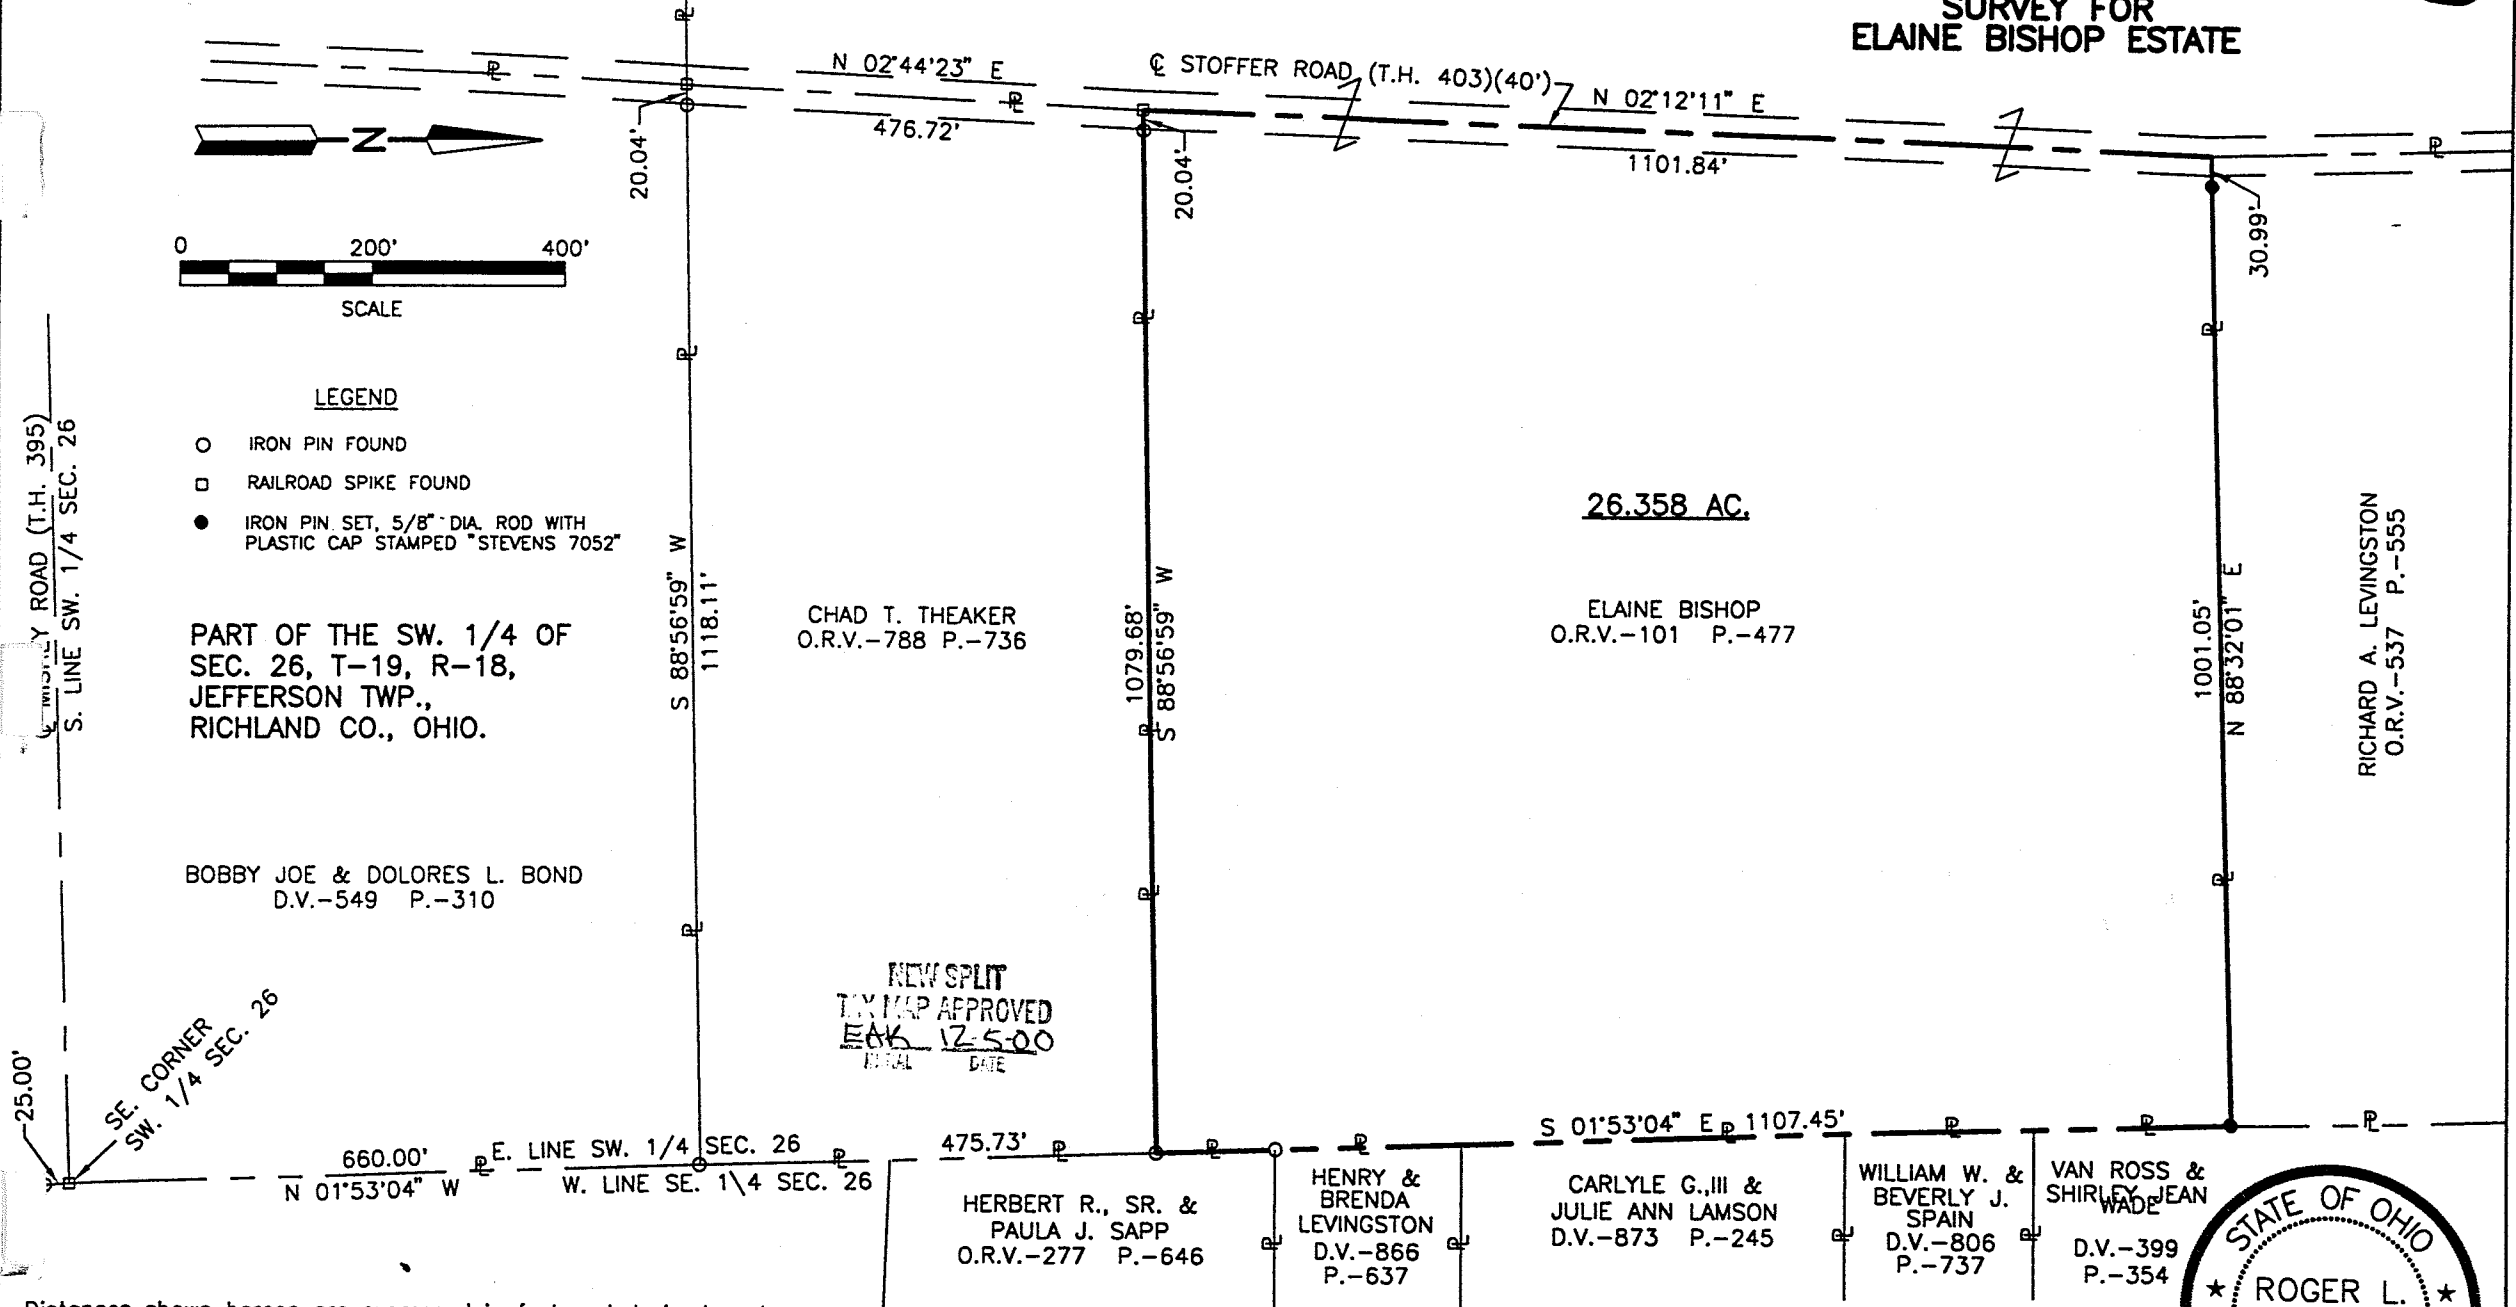 SURVEY FOR
ELAINE BISHOP ESTATE
N 02°44'23" E
℄ STOFFER ROAD (T.H. 403)(40')
N 02°12'11" E
476.72'
1101.84'
20.04'
20.04'
30.99'
N
0 200' 400'
SCALE
LEGEND
IRON PIN FOUND
RAILROAD SPIKE FOUND
IRON PIN SET, 5/8" DIA. ROD WITH
PLASTIC CAP STAMPED "STEVENS 7052"
PART OF THE SW. 1/4 OF
SEC. 26, T-19, R-18,
JEFFERSON TWP.,
RICHLAND CO., OHIO.
ROAD (T.H. 395)
S. LINE SW. 1/4 SEC. 26
BOBBY JOE & DOLORES L. BOND
D.V.-549 P.-310
S 88°56'59" W
1118.11'
CHAD T. THEAKER
O.R.V.-788 P.-736
1079.68'
S 88°56'59" W
26.358 AC.
ELAINE BISHOP
O.R.V.-101 P.-477
1001.05'
N 88°32'01" E
RICHARD A. LEVINGSTON
O.R.V.-537 P.-555
NEW SPLIT
TAX MAP APPROVED
EAK 12-5-00
INITIAL DATE
25.00'
SE. CORNER
SW. 1/4 SEC. 26
660.00'
N 01°53'04" W
E. LINE SW. 1/4 SEC. 26
W. LINE SE. 1\4 SEC. 26
475.73'
S 01°53'04" E 1107.45'
HERBERT R., SR. &
PAULA J. SAPP
O.R.V.-277 P.-646
HENRY &
BRENDA
LEVINGSTON
D.V.-866
P.-637
CARLYLE G.,III &
JULIE ANN LAMSON
D.V.-873 P.-245
WILLIAM W. &
BEVERLY J.
SPAIN
D.V.-806
P.-737
VAN ROSS &
SHIRLEY JEAN
WADE
D.V.-399
P.-354
STATE OF OHIO
★ ROGER L. ★